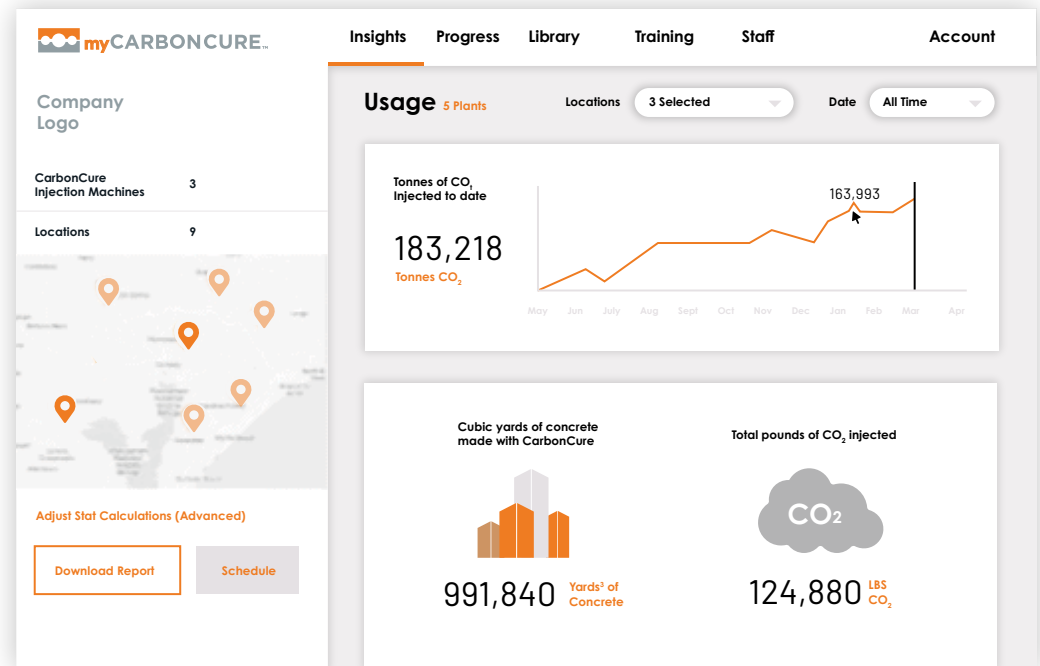 myCARBONCURE™
Insights Progress Library Training Staff Account
Company
Logo
Usage 5 Plants
Locations 3 Selected
Date All Time
CarbonCure
Injection Machines 3
Locations 9
Tonnes of CO₂
Injected to date
183,218
Tonnes CO₂
163,993
May Jun July Aug Sept Oct Nov Dec Jan Feb Mar Apr
Adjust Stat Calculations (Advanced)
Download Report
Schedule
Cubic yards of concrete
made with CarbonCure
991,840 Yards³ of
Concrete
Total pounds of CO₂ injected
CO₂
124,880 LBS
CO₂